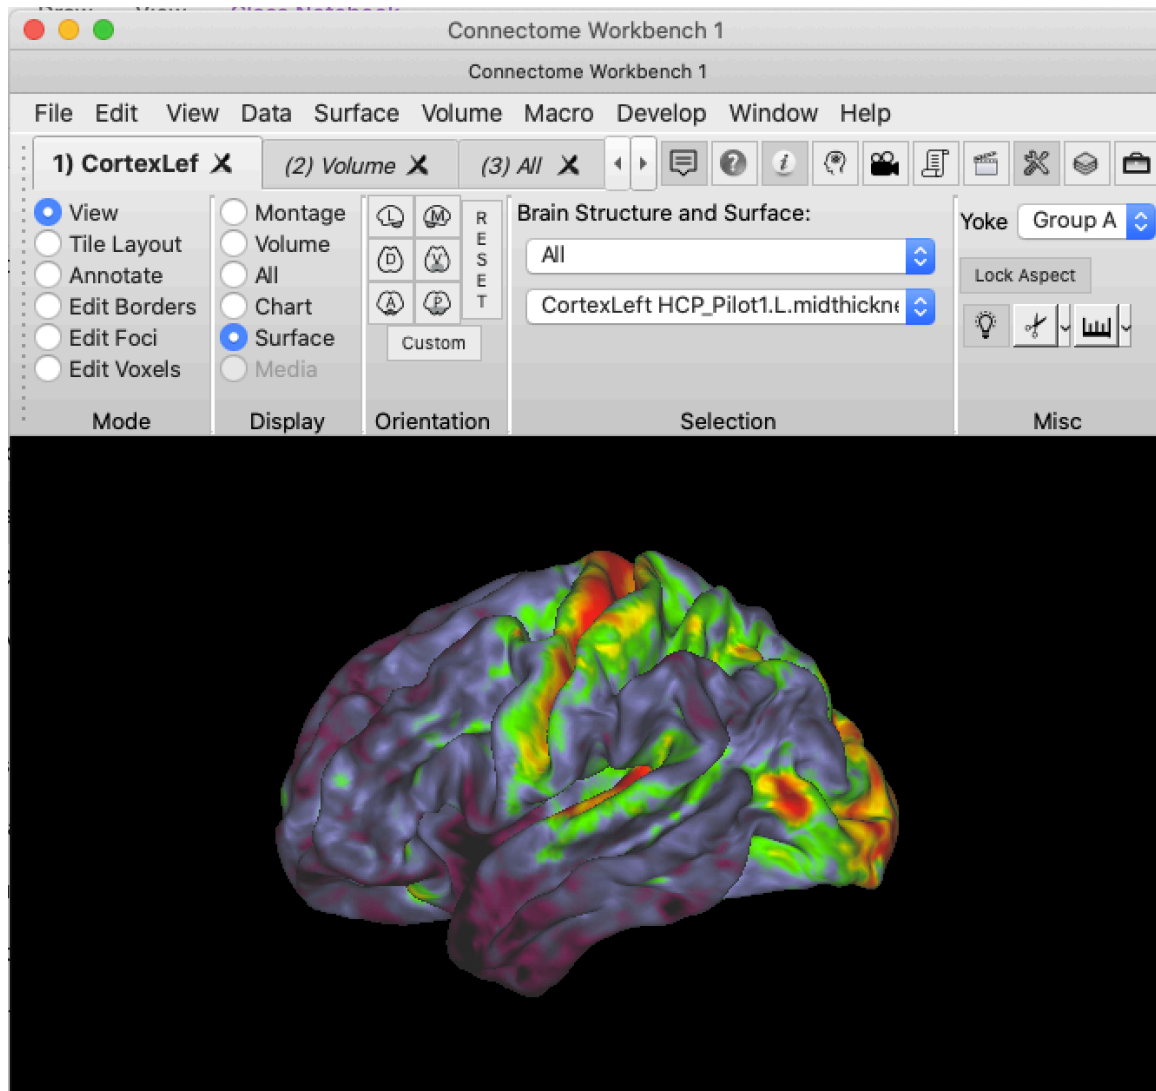 Connectome Workbench 1
Connectome Workbench 1
File Edit View Data Surface Volume Macro Develop Window Help
1) CortexLef (2) Volume (3) All
View
Tile Layout
Annotate
Edit Borders
Edit Foci
Edit Voxels
Mode
Montage
Volume
All
Chart
Surface
Media
Display
L M
D V
A P
RESET
Custom
Orientation
Brain Structure and Surface:
All
CortexLeft HCP_Pilot1.L.midthickne
Selection
Yoke Group A
Lock Aspect
Misc